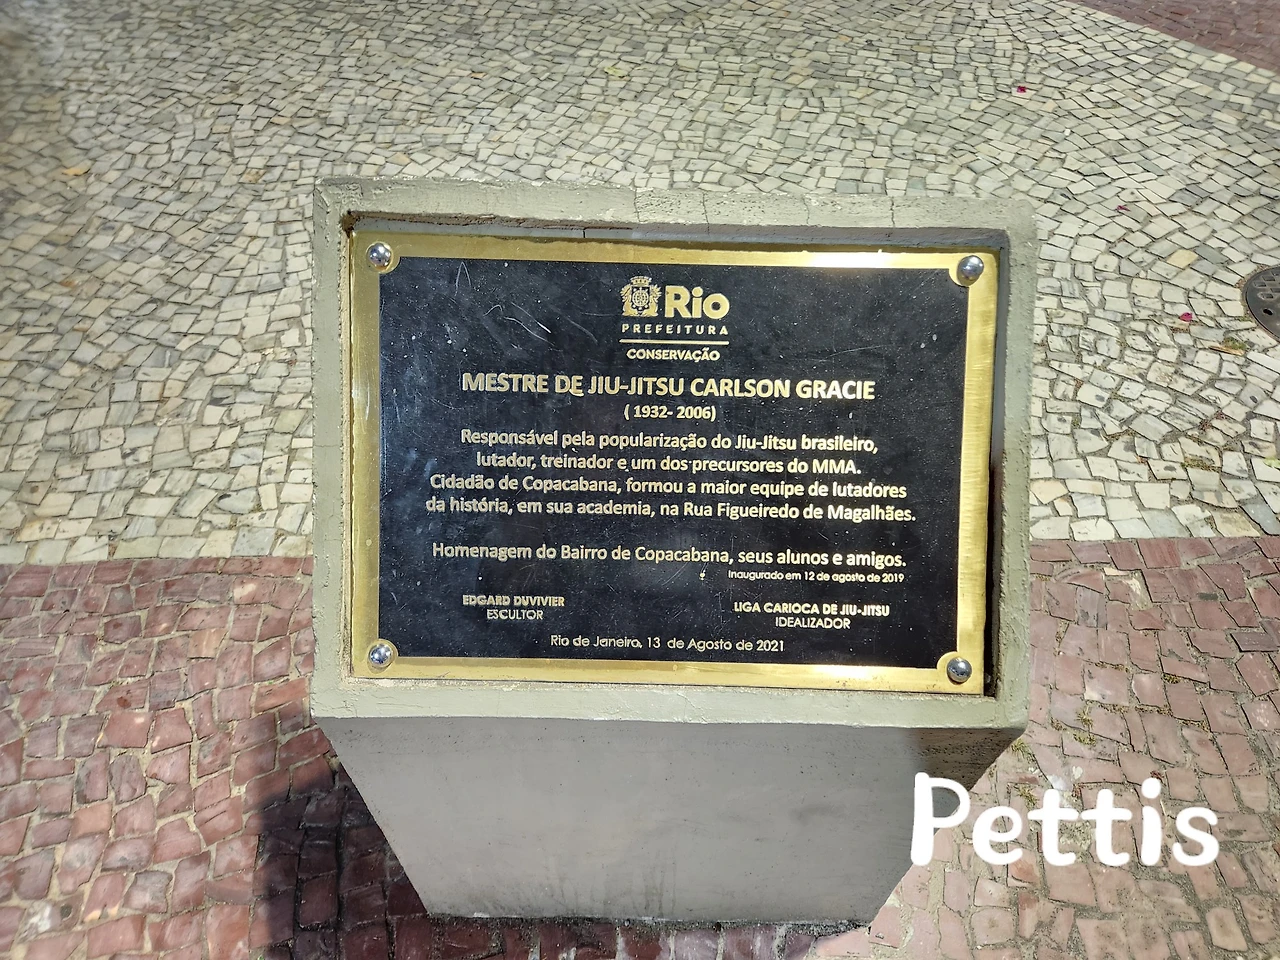 Rio
PREFEITURA
CONSERVAÇÃO
MESTRE DE JIU-JITSU CARLSON GRACIE
( 1932- 2006)
Responsável pela popularização do Jiu-Jitsu brasileiro,
lutador, treinador e um dos precursores do MMA.
Cidadão de Copacabana, formou a maior equipe de lutadores
da história, em sua academia, na Rua Figueiredo de Magalhães.
Homenagem do Bairro de Copacabana, seus alunos e amigos.
Inaugurado em 12 de agosto de 2019
EDGARD DUVIVIER
ESCULTOR
LIGA CARIOCA DE JIU-JITSU
IDEALIZADOR
Rio de Janeiro, 13 de Agosto de 2021
Pettis